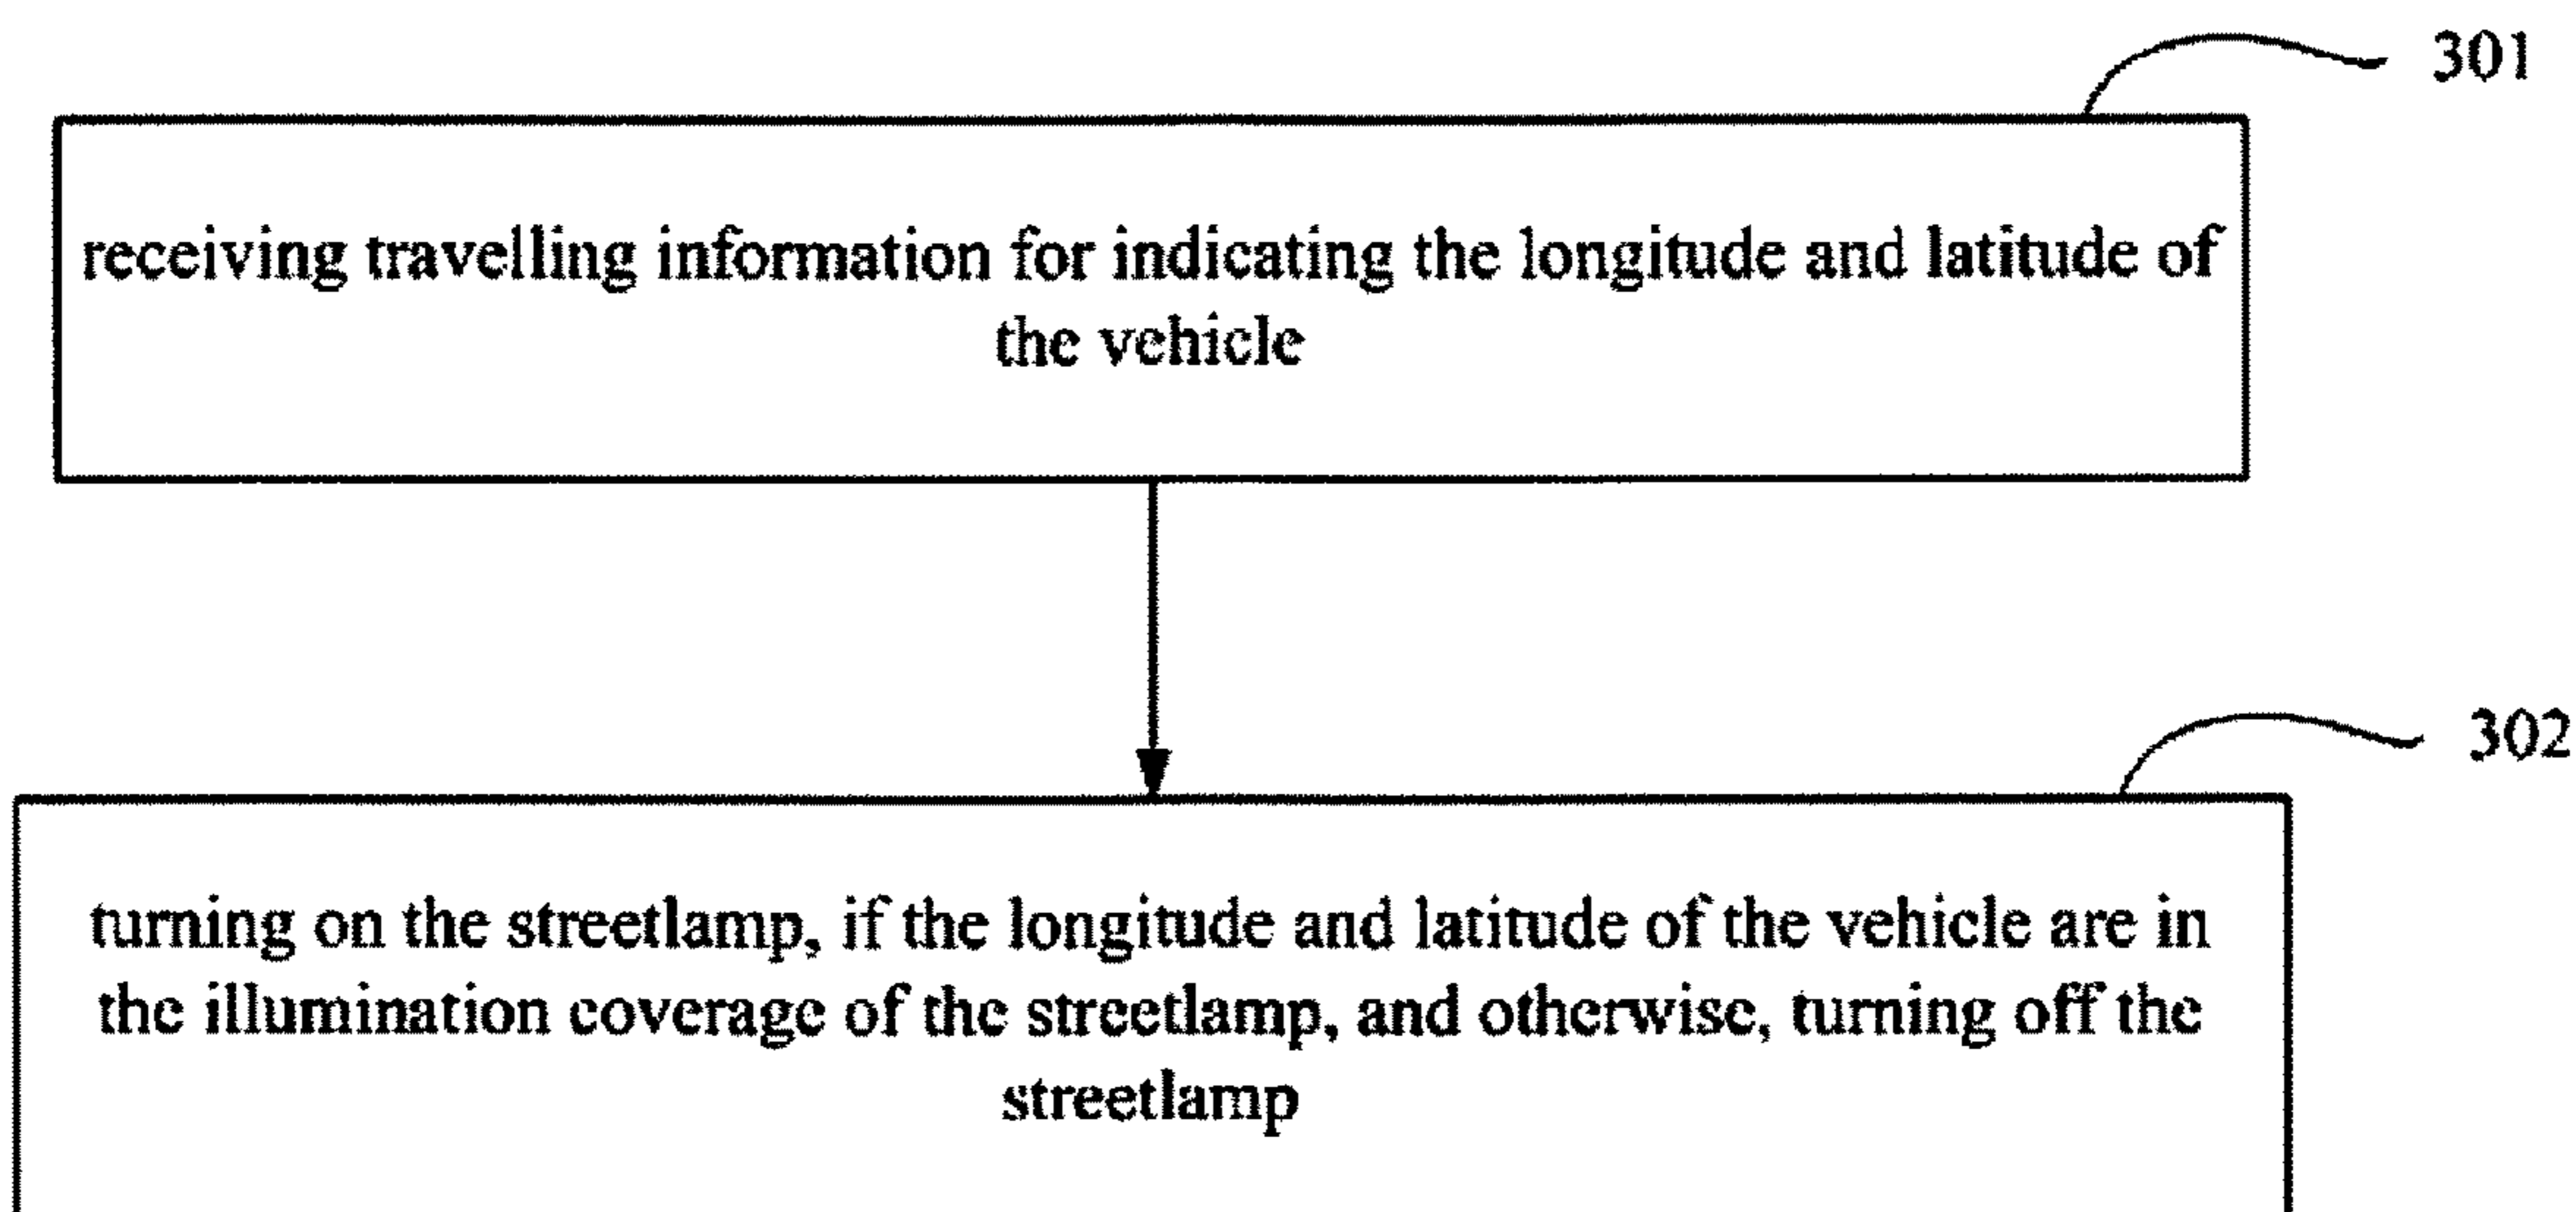 301
receiving travelling information for indicating the longitude and latitude of
the vehicle
302
turning on the streetlamp, if the longitude and latitude of the vehicle are in
the illumination coverage of the streetlamp, and otherwise, turning off the
streetlamp